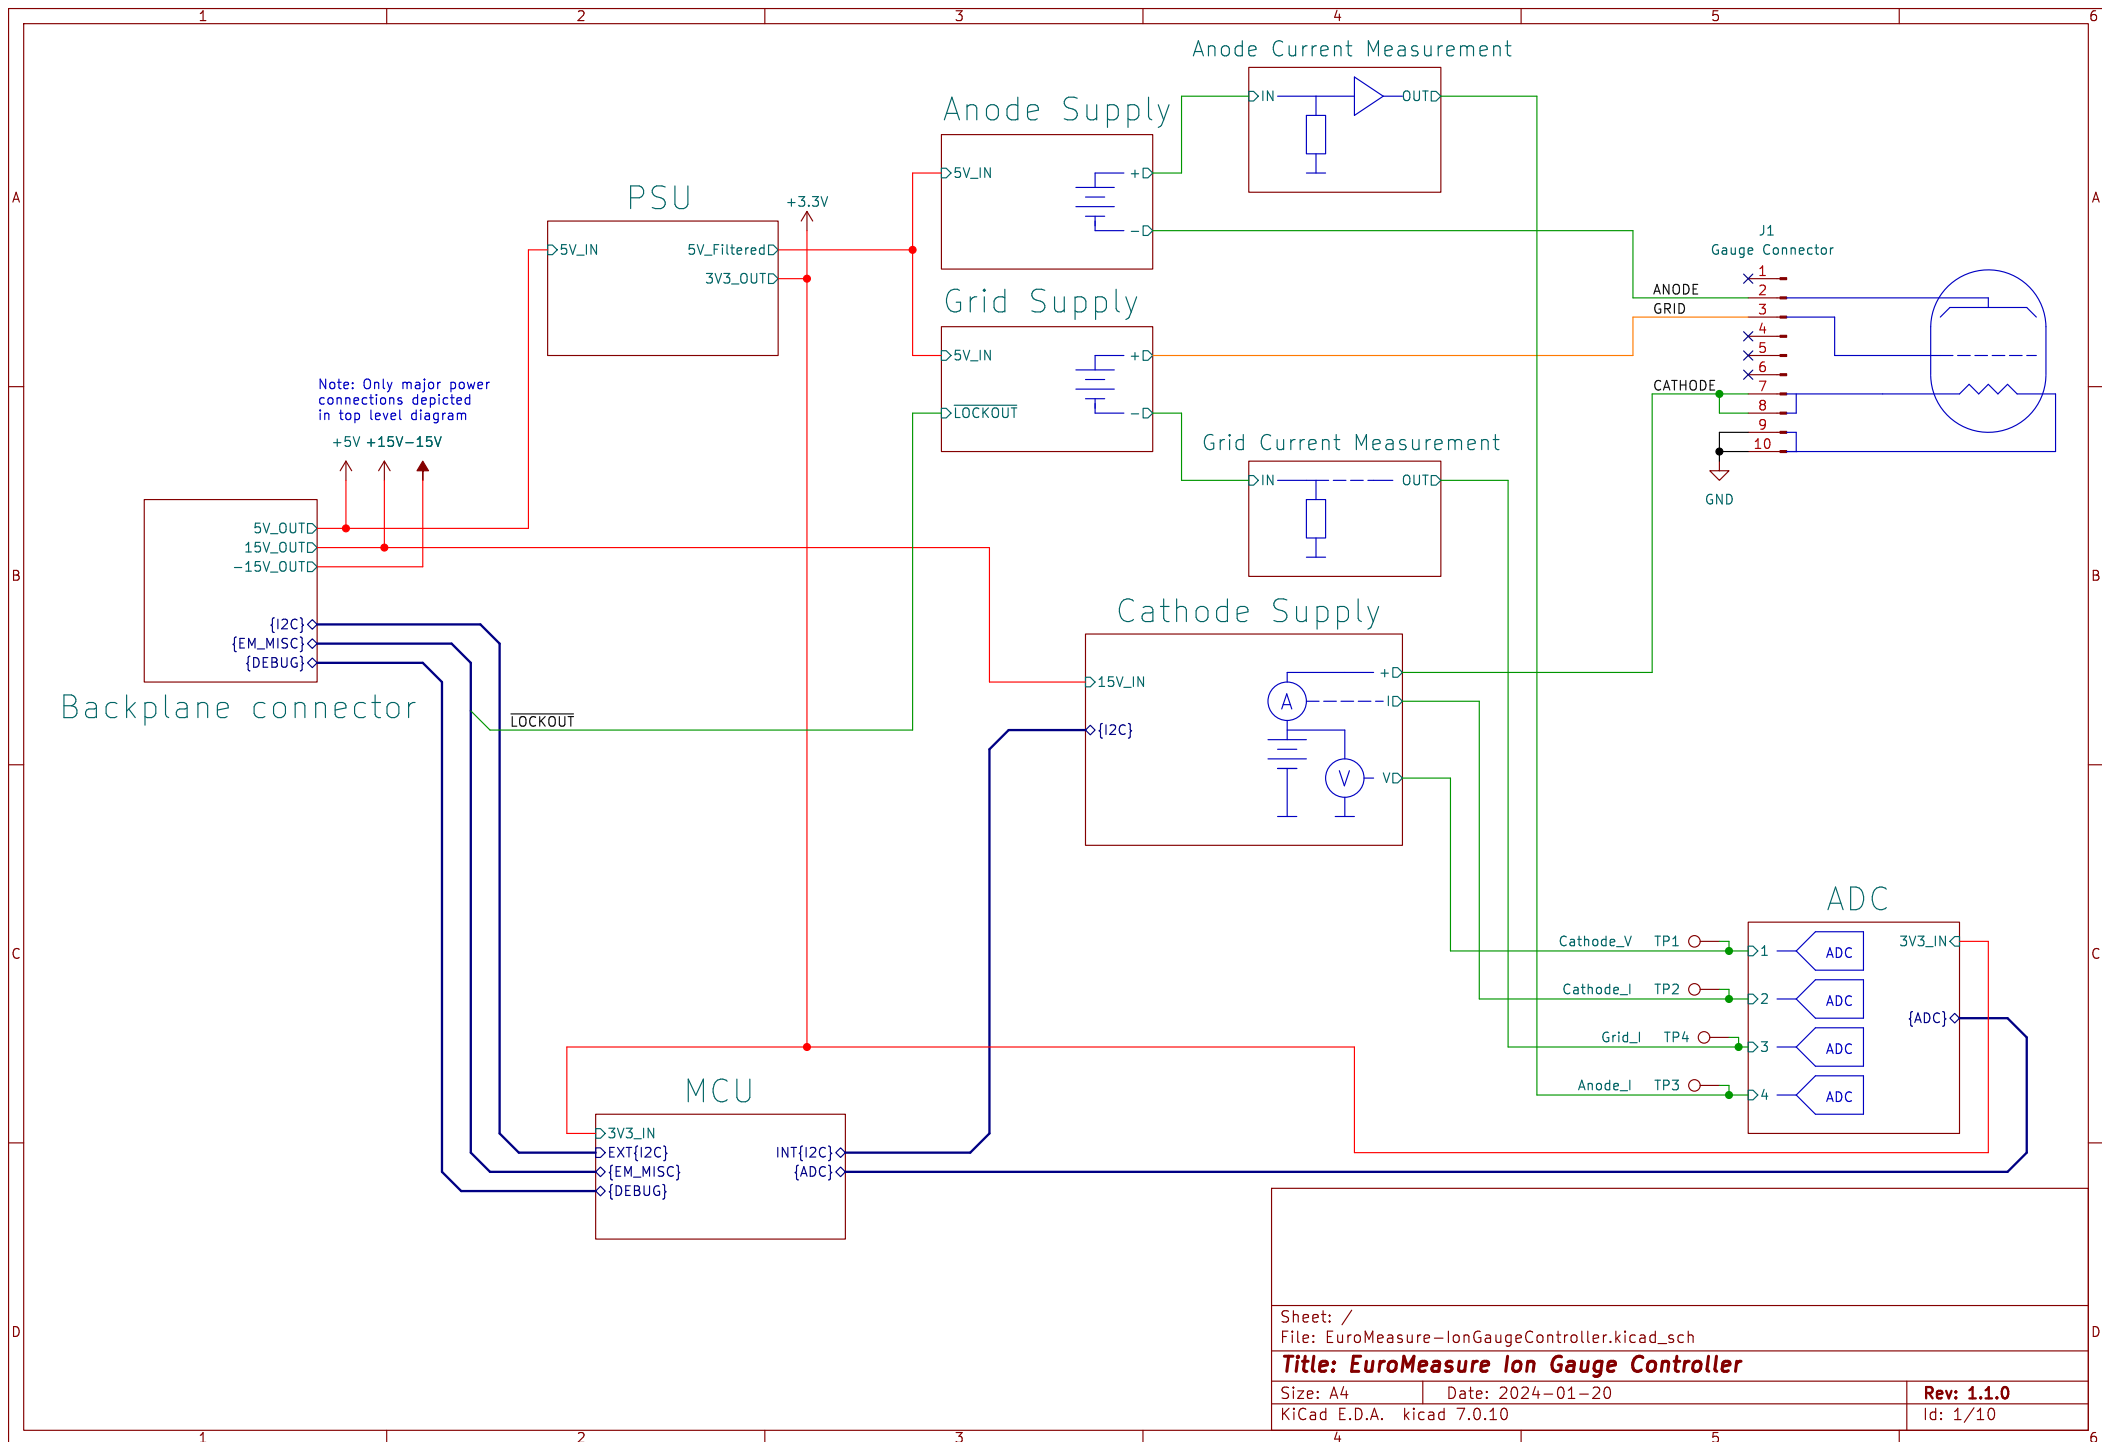 1 2 3 4 5 6
A
B
C
D
A
B
C
D
1 2 3 4 5 6
Anode Current Measurement
IN OUT
Anode Supply
5V_IN
+
-
PSU
5V_IN
5V_Filtered
3V3_OUT
+3.3V
Grid Supply
5V_IN
LOCKOUT
+
-
J1
Gauge Connector
1
2
3
4
5
6
7
8
9
10
ANODE
GRID
CATHODE
GND
Note: Only major power
connections depicted
in top level diagram
+5V +15V -15V
Grid Current Measurement
IN OUT
5V_OUT
15V_OUT
-15V_OUT
{I2C}
{EM_MISC}
{DEBUG}
Backplane connector
LOCKOUT
Cathode Supply
15V_IN
{I2C}
+
I
V
A
V
ADC
Cathode_V TP1 1 ADC
Cathode_I TP2 2 ADC
Grid_I TP4 3 ADC
Anode_I TP3 4 ADC
3V3_IN
{ADC}
MCU
3V3_IN
EXT{I2C}
{EM_MISC}
{DEBUG}
INT{I2C}
{ADC}
Sheet: /
File: EuroMeasure-IonGaugeController.kicad_sch
Title: EuroMeasure Ion Gauge Controller
Size: A4 Date: 2024-01-20 Rev: 1.1.0
KiCad E.D.A. kicad 7.0.10 Id: 1/10